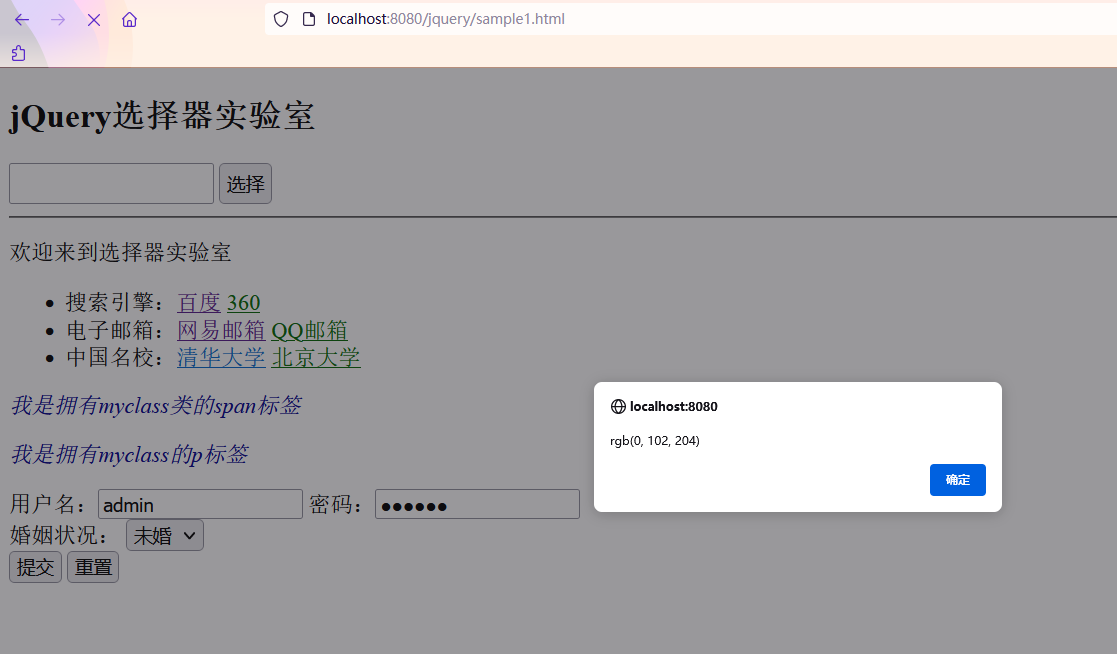 localhost:8080/jquery/sample1.html
jQuery选择器实验室
选择
欢迎来到选择器实验室
• 搜索引擎：百度 360
• 电子邮箱：网易邮箱 QQ邮箱
• 中国名校：清华大学 北京大学
我是拥有myclass类的span标签
我是拥有myclass的p标签
用户名：admin 密码：●●●●●●
婚姻状况： 未婚
提交 重置
localhost:8080
rgb(0, 102, 204)
确定